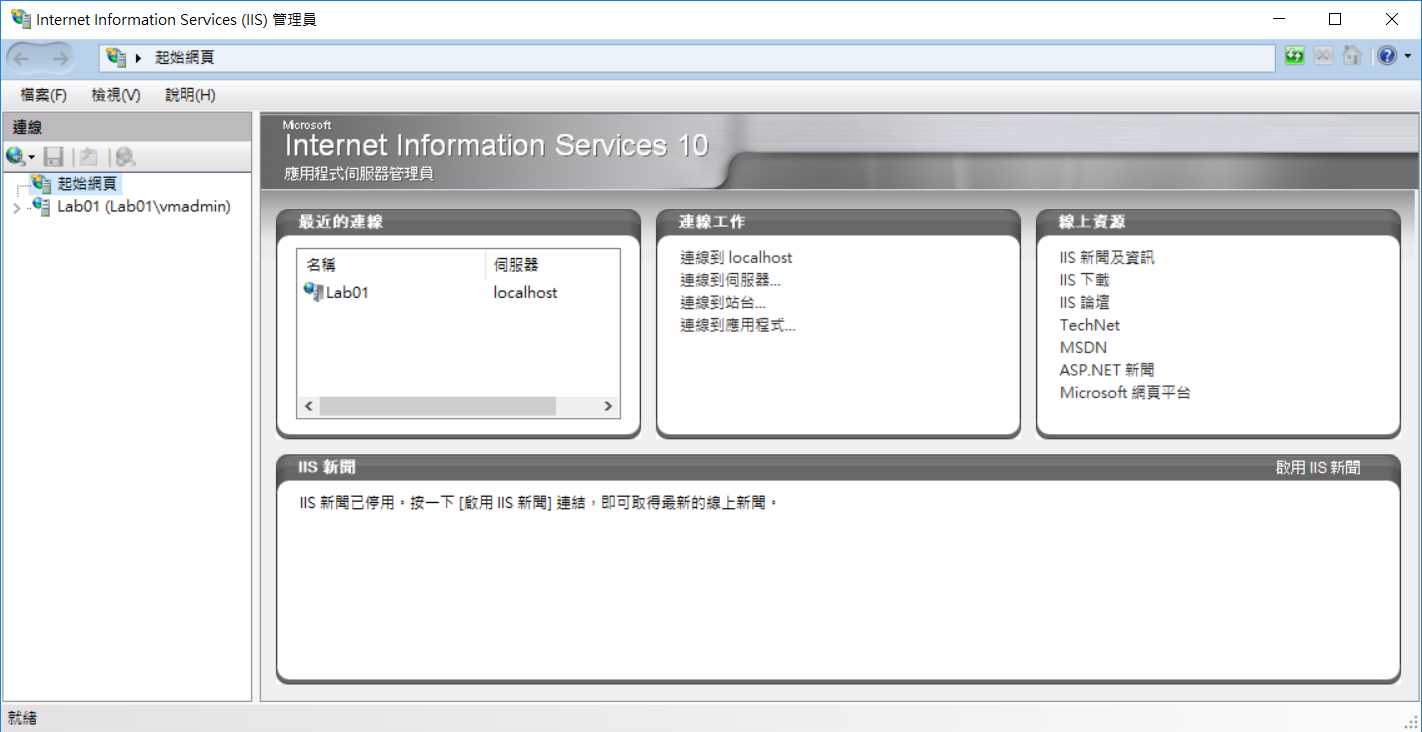 Internet Information Services (IIS) 管理員
起始網頁
檔案(F) 檢視(V) 說明(H)
連線
起始網頁
Lab01 (Lab01\vmadmin)
Microsoft
Internet Information Services 10
應用程式伺服器管理員
最近的連線
名稱 伺服器
Lab01 localhost
連線工作
連線到 localhost
連線到伺服器...
連線到站台...
連線到應用程式...
線上資源
IIS 新聞及資訊
IIS 下載
IIS 論壇
TechNet
MSDN
ASP.NET 新聞
Microsoft 網頁平台
IIS 新聞 啟用 IIS 新聞
IIS 新聞已停用。按一下 [啟用 IIS 新聞] 連結，即可取得最新的線上新聞。
就緒